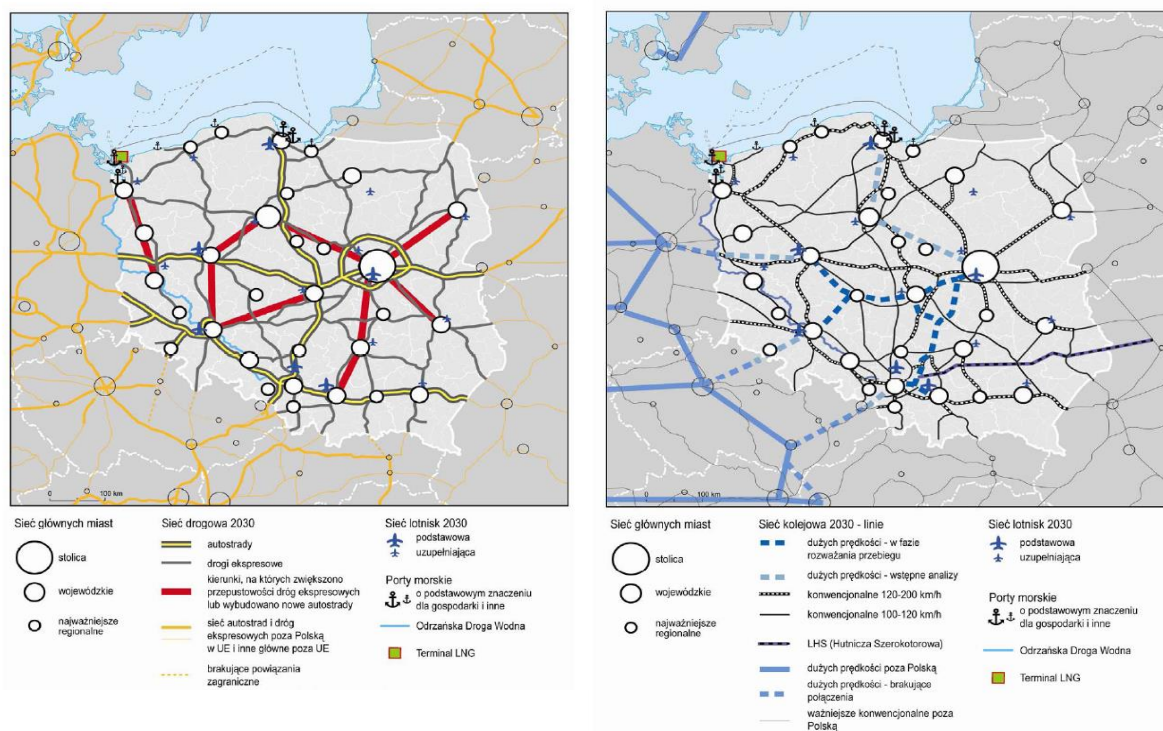 0 100 km
Sieć głównych miast
stolica
wojewódzkie
najważniejsze
regionalne
Sieć drogowa 2030
autostrady
drogi ekspresowe
kierunki, na których zwiększono
przepustowości dróg ekspresowych
lub wybudowano nowe autostrady
sieć autostrad i dróg
ekspresowych poza Polską
w UE i inne główne poza UE
brakujące powiązania
zagraniczne
Sieć lotnisk 2030
podstawowa
uzupełniająca
Porty morskie
o podstawowym znaczeniu
dla gospodarki i inne
Odrzańska Droga Wodna
Terminal LNG
0 100 km
Sieć głównych miast
stolica
wojewódzkie
najważniejsze
regionalne
Sieć kolejowa 2030 - linie
dużych prędkości - w fazie
rozważania przebiegu
dużych prędkości - wstępne analizy
konwencjonalne 120-200 km/h
konwencjonalne 100-120 km/h
LHS (Hutnicza Szerokotorowa)
dużych prędkości poza Polską
dużych prędkości - brakujące
połączenia
ważniejsze konwencjonalne poza
Polską
Sieć lotnisk 2030
podstawowa
uzupełniająca
Porty morskie
o podstawowym znaczeniu
dla gospodarki i inne
Odrzańska Droga Wodna
Terminal LNG